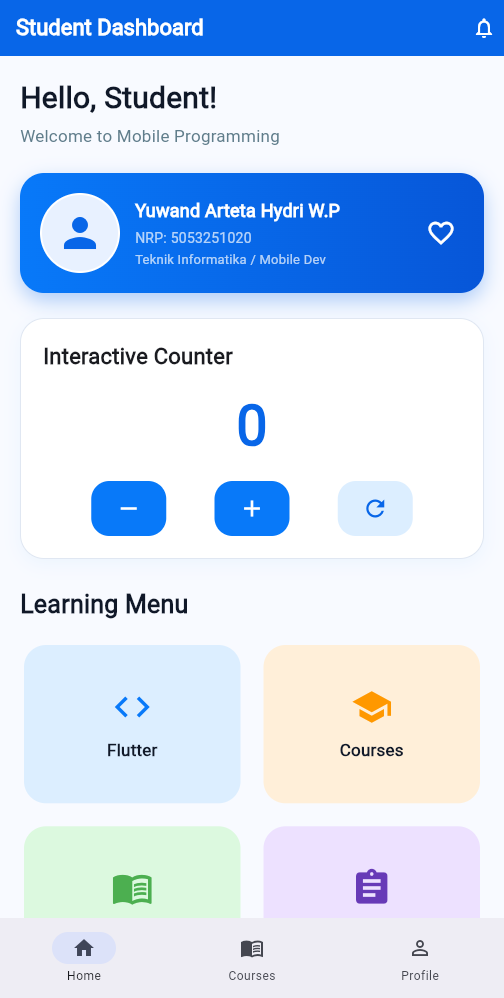 Student Dashboard
Hello, Student!
Welcome to Mobile Programming
Yuwand Arteta Hydri W.P
NRP: 5053251020
Teknik Informatika / Mobile Dev
Interactive Counter
0
Learning Menu
Flutter
Courses
Home
Courses
Profile